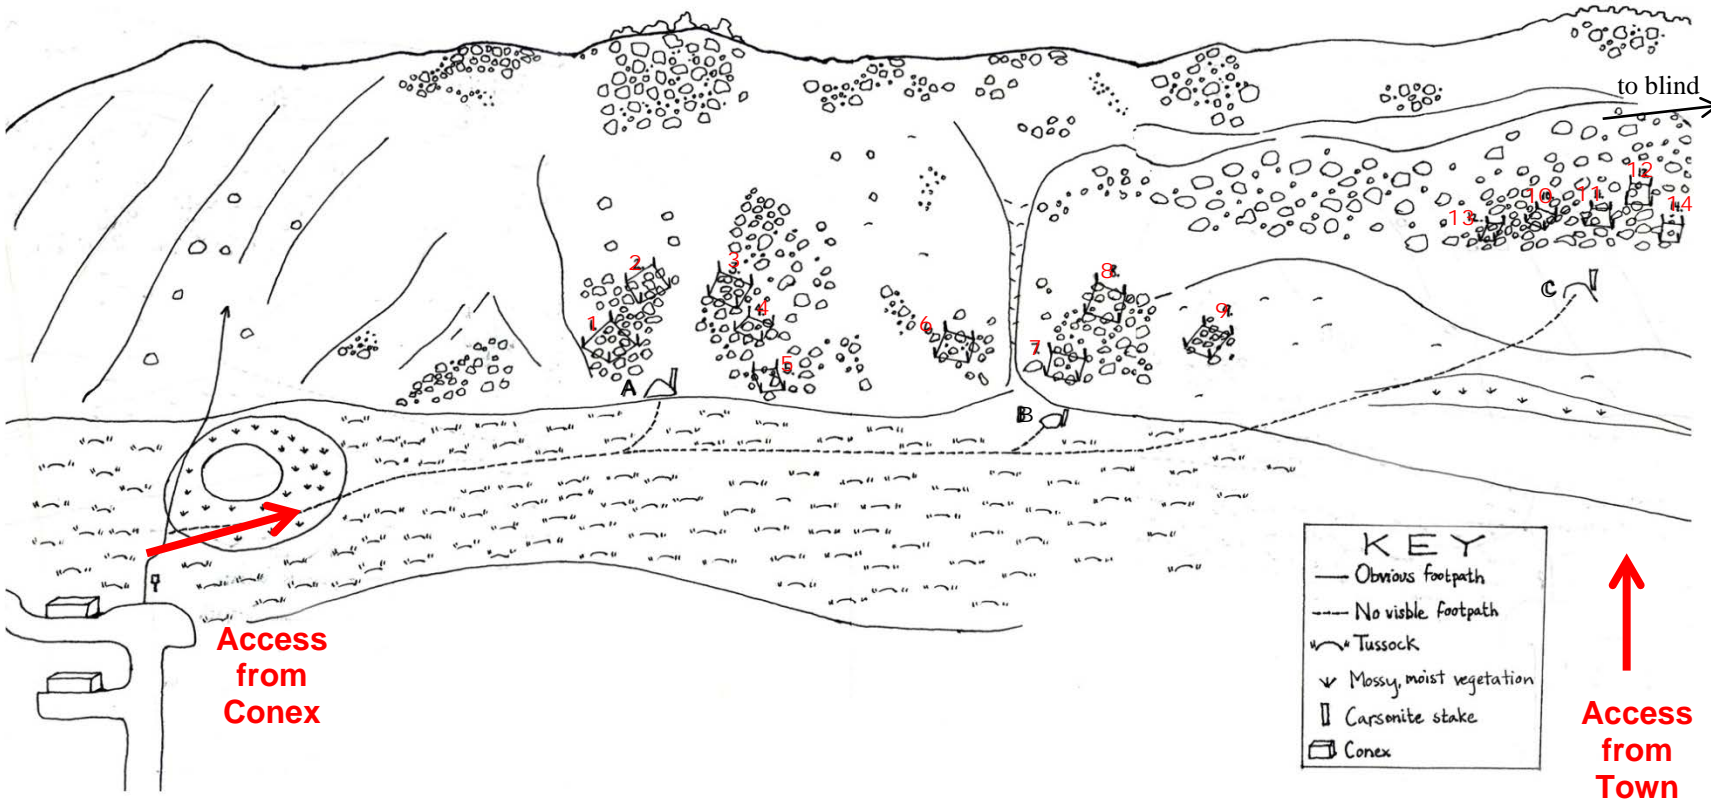 to blind
12
10
11
14
13
2
3
8
C
4
9
1
6
7
5
A
B
KEY
Obvious footpath
No visble footpath
Tussock
Mossy, moist vegetation
Carsonite stake
Conex
Access
from
Conex
Access
from
Town